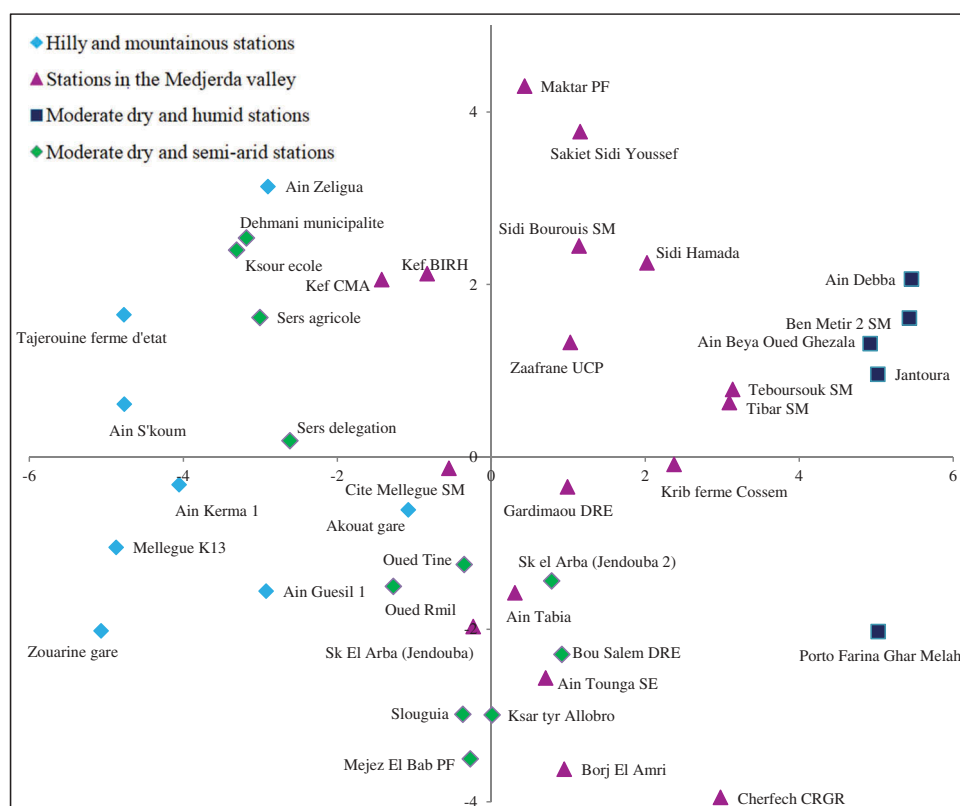 Hilly and mountainous stations
Stations in the Medjerda valley
Moderate dry and humid stations
Moderate dry and semi-arid stations
4
Maktar PF
Sakiet Sidi Youssef
Ain Zeligua
Dehmani municipalite
Ksour ecole
Kef BIRH
Kef CMA
Sidi Bourouis SM
Sidi Hamada
2
Ain Debba
Sers agricole
Ben Metir 2 SM
Tajerouine ferme d'etat
Ain Beya Oued Ghezala
Zaafrane UCP
Jantoura
Teboursouk SM
Tibar SM
Ain S'koum
Sers delegation
0
-6 -4 -2 0 2 4 6
Cite Mellegue SM
Krib ferme Cossem
Ain Kerma 1
Akouat gare
Gardimaou DRE
Mellegue K13
Oued Tine
Sk el Arba (Jendouba 2)
Ain Guesil 1
Oued Rmil
Ain Tabia
-2
Zouarine gare
Sk El Arba (Jendouba)
Bou Salem DRE
Porto Farina Ghar Melah
Ain Tounga SE
Slouguia
Ksar tyr Allobro
Mejez El Bab PF
Borj El Amri
-4
Cherfech CRGR